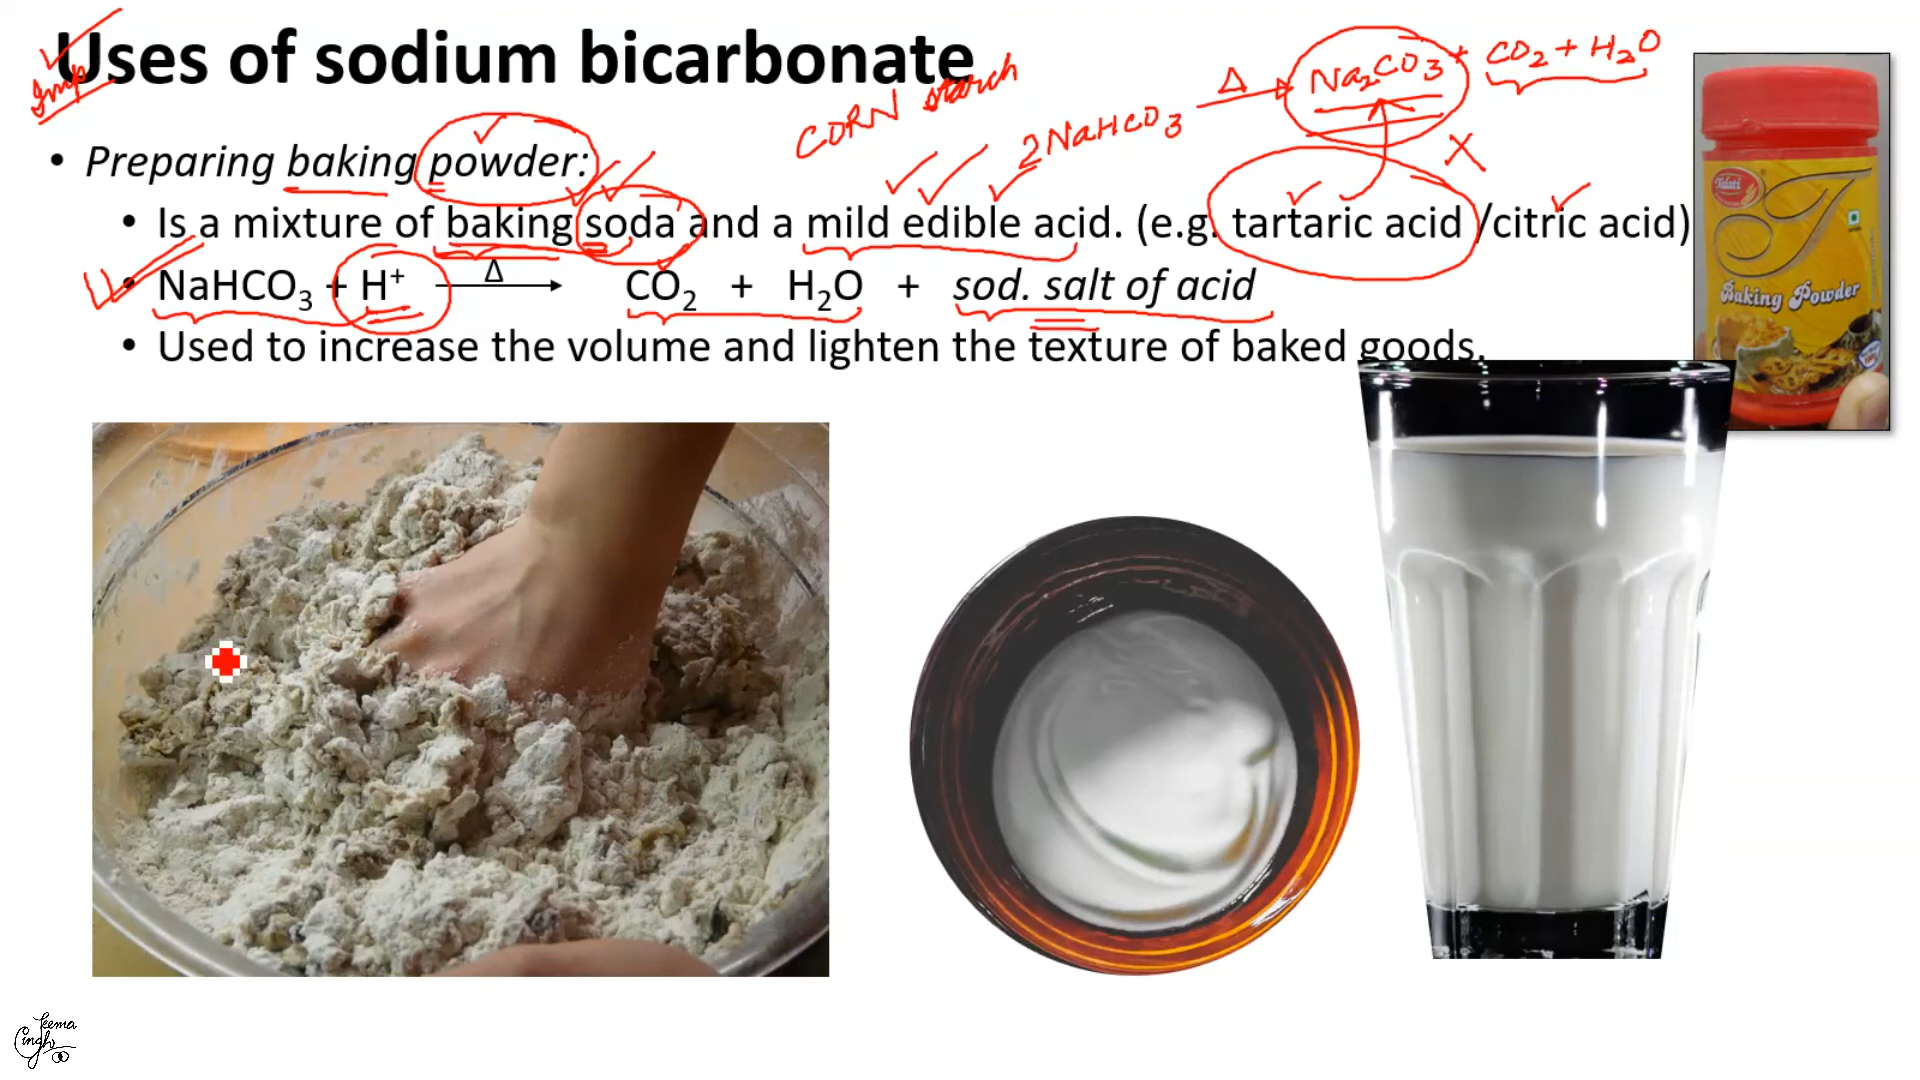 Uses of sodium bicarbonate
Imp
CORN starch
2NaHCO₃ —Δ→ Na₂CO₃ + CO₂ + H₂O
X
• Preparing baking powder:
• Is a mixture of baking soda and a mild edible acid. (e.g. tartaric acid /citric acid)
• NaHCO₃ + H⁺ —Δ→ CO₂ + H₂O + sod. salt of acid
• Used to increase the volume and lighten the texture of baked goods.
Talati
Baking Powder
Seema
Singh